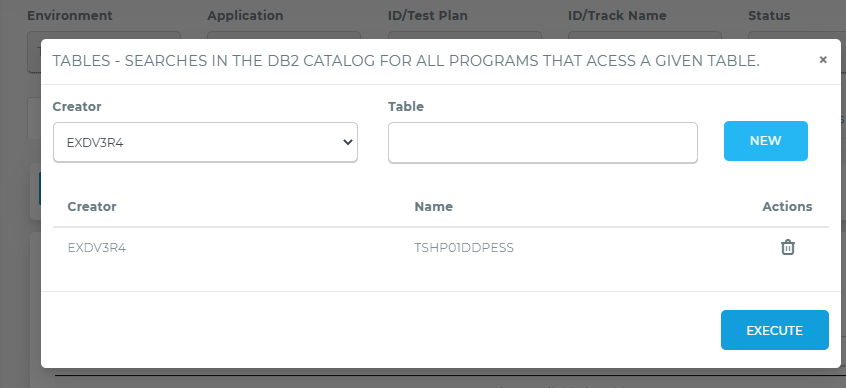 Environment Application ID/Test Plan ID/Track Name Status
TABLES - SEARCHES IN THE DB2 CATALOG FOR ALL PROGRAMS THAT ACESS A GIVEN TABLE. ×
Creator Table
EXDV3R4 NEW
Creator Name Actions
EXDV3R4 TSHP01DDPESS
EXECUTE